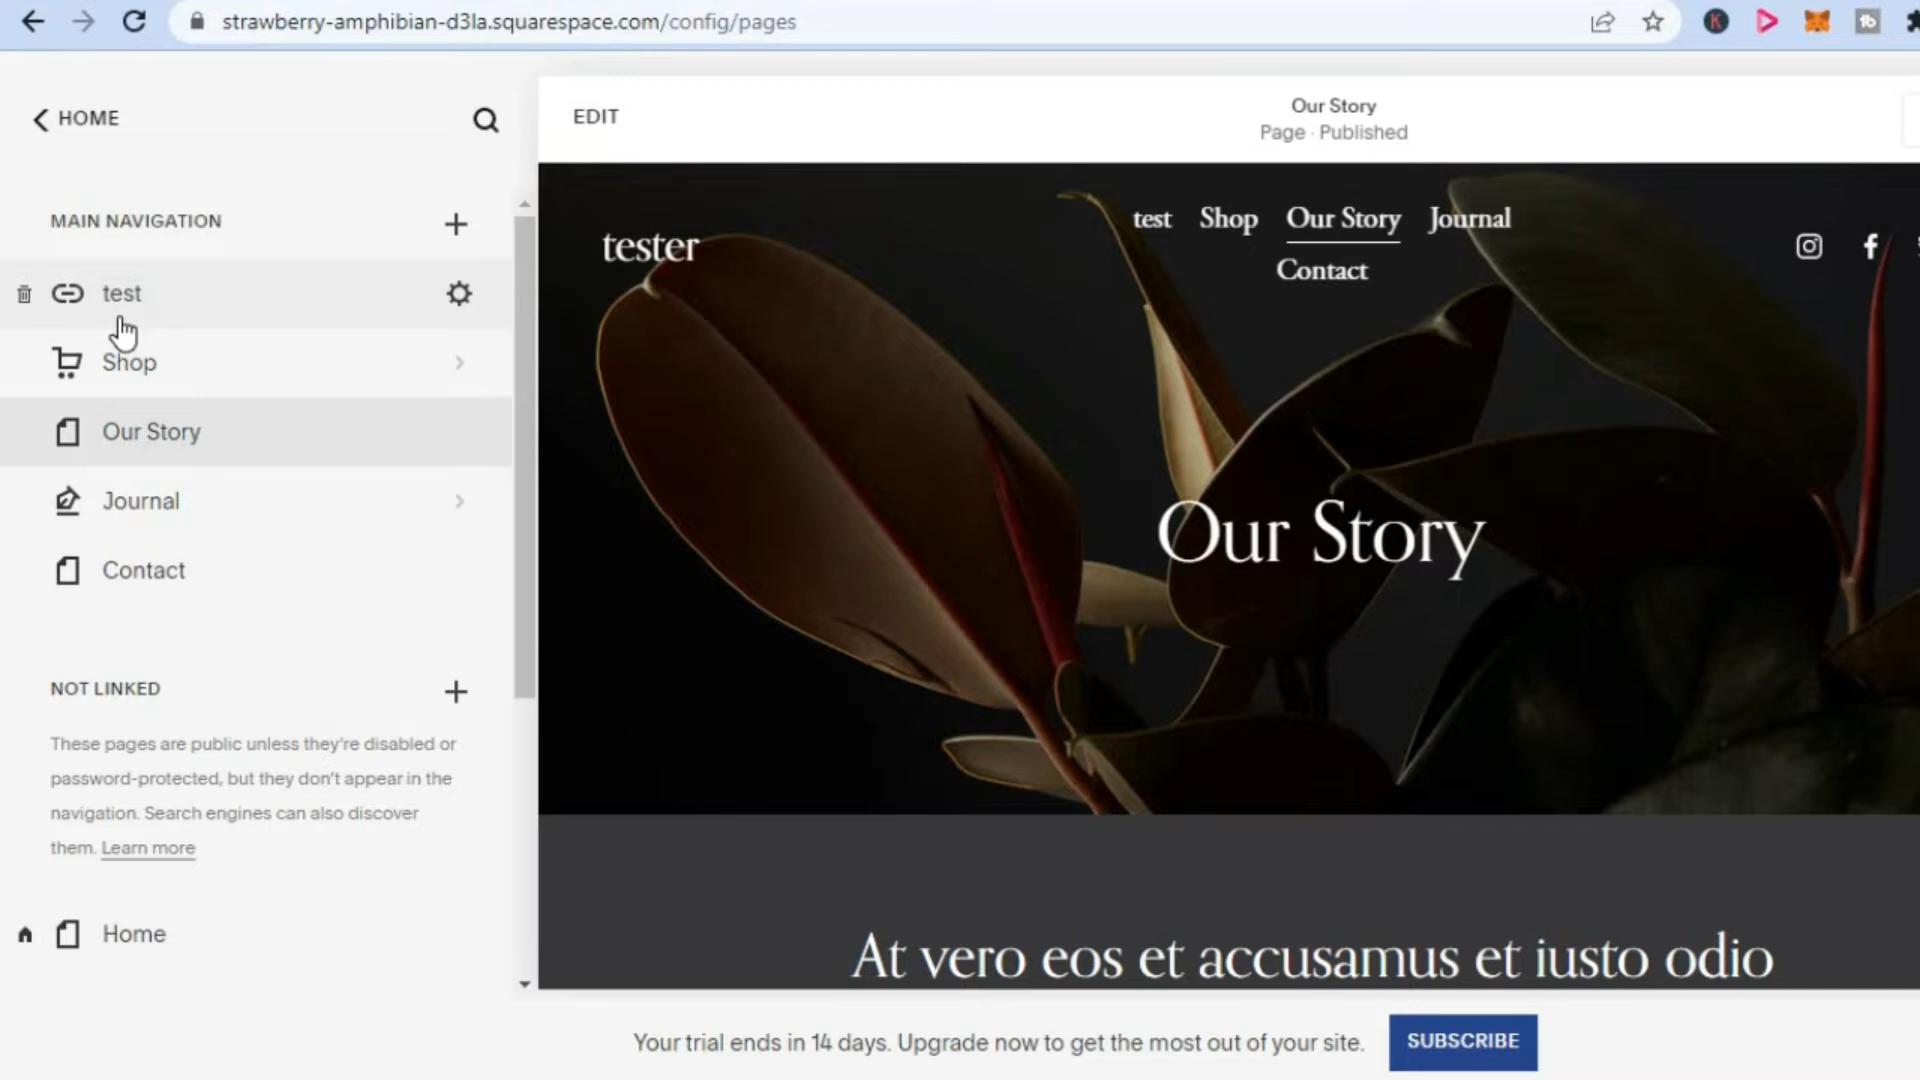 strawberry-amphibian-d3la.squarespace.com/config/pages
HOME
MAIN NAVIGATION
test
Shop
Our Story
Journal
Contact
NOT LINKED
These pages are public unless they're disabled or
password-protected, but they don't appear in the
navigation. Search engines can also discover
them. Learn more
Home
EDIT
Our Story
Page · Published
tester
test Shop Our Story Journal
Contact
Our Story
At vero eos et accusamus et iusto odio
Your trial ends in 14 days. Upgrade now to get the most out of your site.
SUBSCRIBE